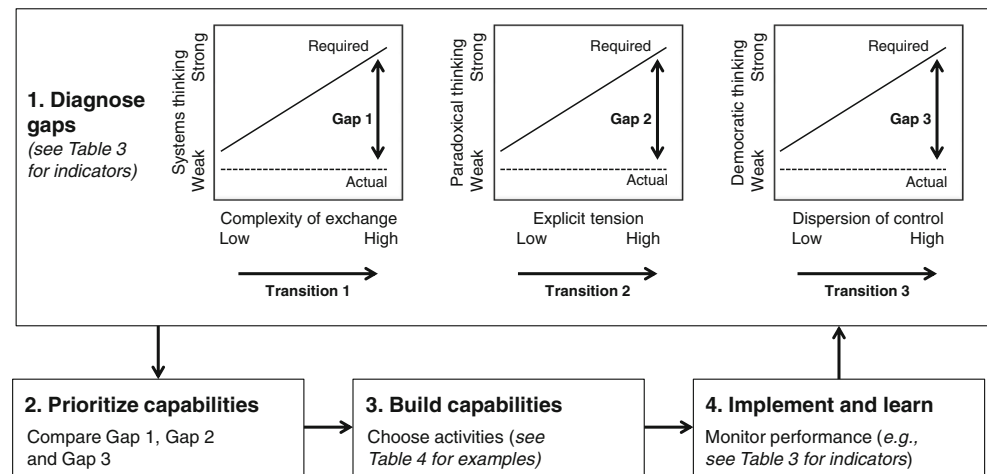 1. Diagnose
gaps
(see Table 3
for indicators)
Systems thinking
Weak Strong
Required
Gap 1
Actual
Complexity of exchange
Low High
Transition 1
Paradoxical thinking
Weak Strong
Required
Gap 2
Actual
Explicit tension
Low High
Transition 2
Democratic thinking
Weak Strong
Required
Gap 3
Actual
Dispersion of control
Low High
Transition 3
2. Prioritize capabilities
Compare Gap 1, Gap 2
and Gap 3
3. Build capabilities
Choose activities (see
Table 4 for examples)
4. Implement and learn
Monitor performance (e.g.,
see Table 3 for indicators)